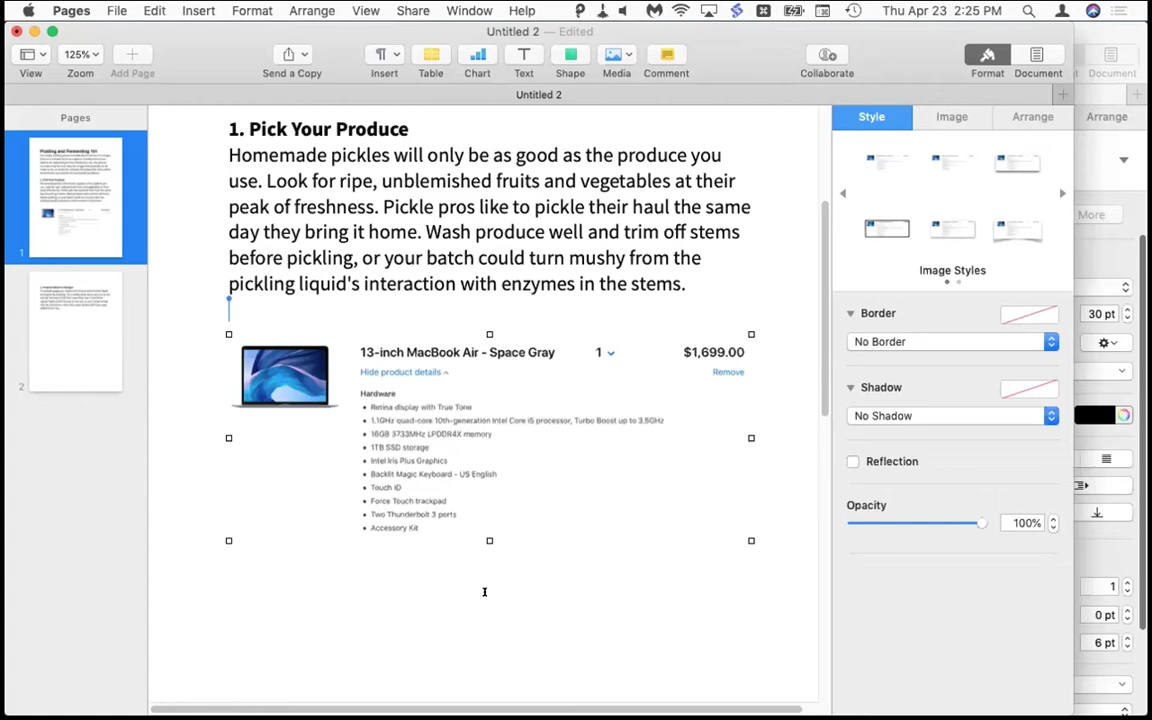 Pages File Edit Insert Format Arrange View Share Window Help Thu Apr 23 2:25 PM
Untitled 2 — Edited
125%
View Zoom Add Page Send a Copy Insert Table Chart Text Shape Media Comment Collaborate Format Document Document
Untitled 2
Pages
Pickling and Fermenting 101
1
2
1. Pick Your Produce
Homemade pickles will only be as good as the produce you
use. Look for ripe, unblemished fruits and vegetables at their
peak of freshness. Pickle pros like to pickle their haul the same
day they bring it home. Wash produce well and trim off stems
before pickling, or your batch could turn mushy from the
pickling liquid's interaction with enzymes in the stems.
13-inch MacBook Air - Space Gray 1 $1,699.00
Hide product details Remove
Hardware
• Retina display with True Tone
• 1.1GHz quad-core 10th-generation Intel Core i5 processor, Turbo Boost up to 3.5GHz
• 16GB 3733MHz LPDDR4X memory
• 1TB SSD storage
• Intel Iris Plus Graphics
• Backlit Magic Keyboard - US English
• Touch ID
• Force Touch trackpad
• Two Thunderbolt 3 ports
• Accessory Kit
Style Image Arrange
Image Styles
Border
No Border
Shadow
No Shadow
Reflection
Opacity
100%
Arrange
More
30 pt
1
0 pt
6 pt